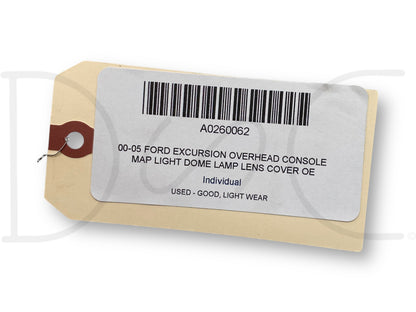 A0260062
00-05 FORD EXCURSION OVERHEAD CONSOLE
MAP LIGHT DOME LAMP LENS COVER OE
Individual
USED - GOOD, LIGHT WEAR